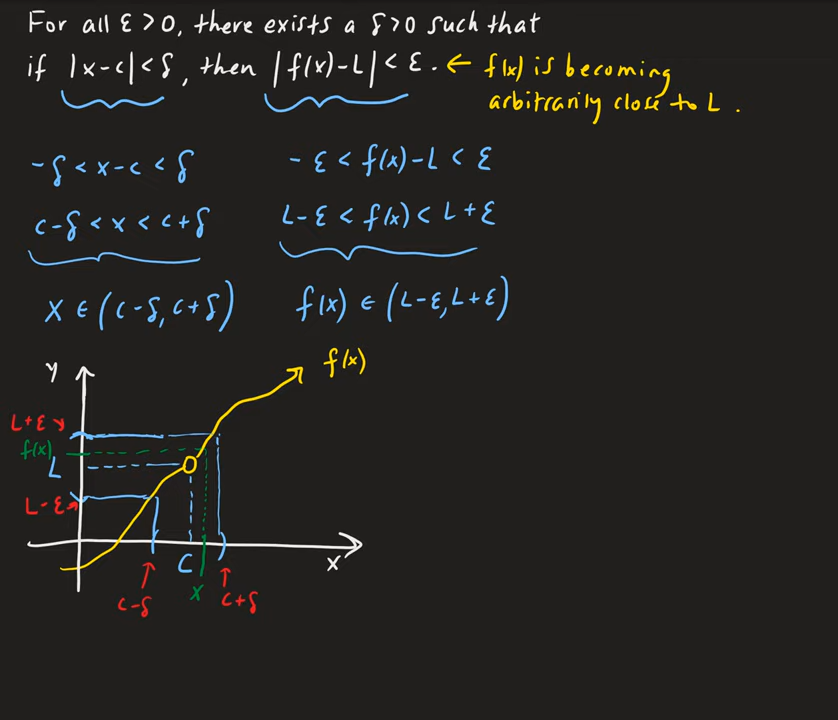 For all ε > 0, there exists a δ > 0 such that
if |x-c| < δ, then |f(x)-L| < ε. ← f(x) is becoming
arbitrarily close to L.
-δ < x-c < δ
-ε < f(x)-L < ε
c-δ < x < c+δ
L-ε < f(x) < L+ε
x ∈ (c-δ, c+δ)
f(x) ∈ (L-ε, L+ε)
y
f(x)
L+ε
f(x)
L
L-ε
c
x
x
c-δ
c+δ